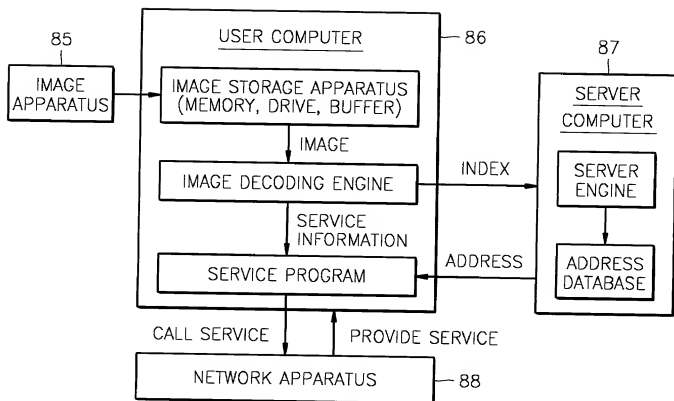 85
IMAGE
APPARATUS
USER COMPUTER
86
IMAGE STORAGE APPARATUS
(MEMORY, DRIVE, BUFFER)
IMAGE
IMAGE DECODING ENGINE
SERVICE
INFORMATION
SERVICE PROGRAM
INDEX
ADDRESS
87
SERVER
COMPUTER
SERVER
ENGINE
ADDRESS
DATABASE
CALL SERVICE
PROVIDE SERVICE
NETWORK APPARATUS
88